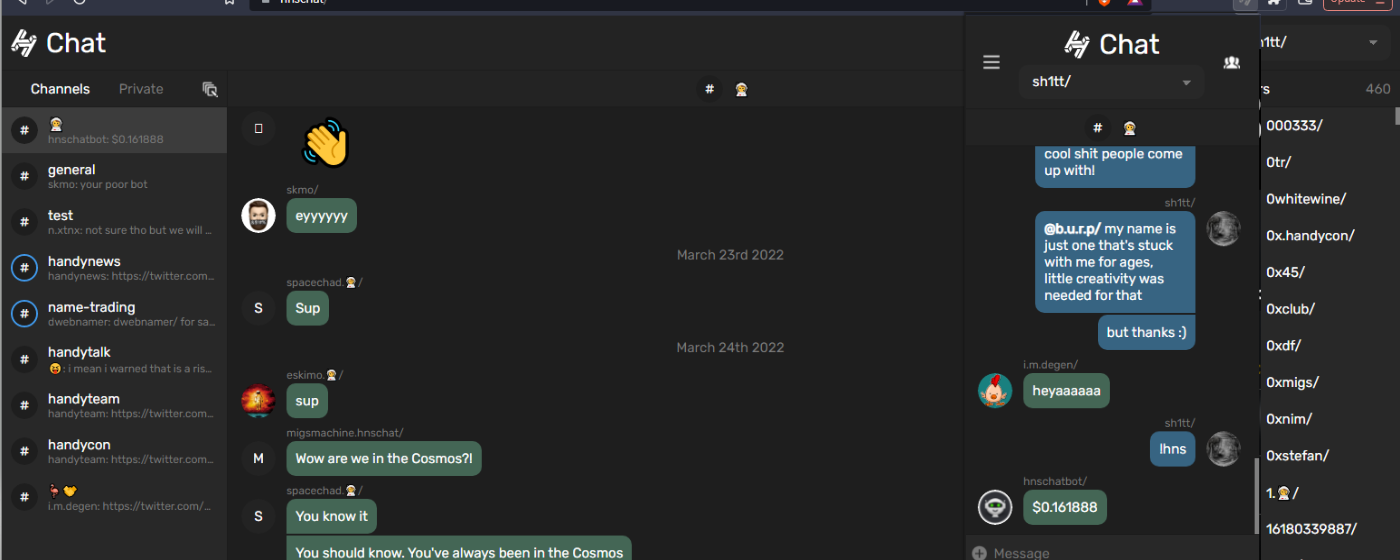 hnschat/
Update
Chat
Channels
Private
#
hnschatbot: $0.161888
#
general
skmo: your poor bot
#
test
n.xtnx: not sure tho but we will ...
#
handynews
handynews: https://twitter.com...
#
name-trading
dwebnamer: dwebnamer/ for sa...
#
handytalk
😝: i mean i warned that is a ris...
#
handyteam
handyteam: https://twitter.com...
#
handycon
handyteam: https://twitter.com...
#
i.m.degen: https://twitter.com/...
#
skmo/
eyyyyyy
March 23rd 2022
spacechad.🧑‍🚀/
S
Sup
March 24th 2022
eskimo.🧑‍🚀/
sup
migsmachine.hnschat/
M
Wow are we in the Cosmos?!
spacechad.🧑‍🚀/
S
You know it
You should know. You've always been in the Cosmos
Chat
sh1tt/
#
cool shit people come
up with!
sh1tt/
@b.u.r.p/ my name is
just one that's stuck
with me for ages,
little creativity was
needed for that
but thanks :)
i.m.degen/
heyaaaaaa
sh1tt/
!hns
hnschatbot/
$0.161888
Message
1tt/
rs
460
000333/
0tr/
0whitewine/
0x.handycon/
0x45/
0xclub/
0xdf/
0xmigs/
0xnim/
0xstefan/
1.🧑‍🚀/
16180339887/